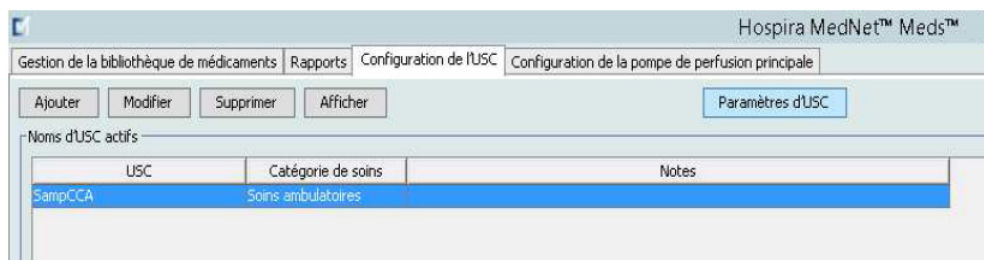 Hospira MedNet™ Meds™
Gestion de la bibliothèque de médicaments Rapports Configuration de l'USC Configuration de la pompe de perfusion principale
Ajouter Modifier Supprimer Afficher Paramètres d'USC
Noms d'USC actifs
USC Catégorie de soins Notes
SampCCA Soins ambulatoires